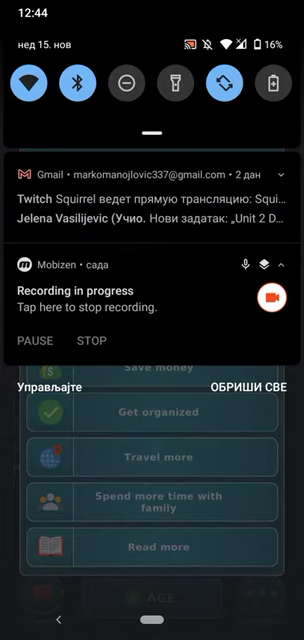 12:44
нед 15. нов
16%
Gmail • markomanojlovic337@gmail.com • 2 дан
Twitch Squirrel ведет прямую трансляцию: Squi...
Jelena Vasilijevic (Учио. Нови задатак: „Unit 2 D...
Mobizen • сада
Recording in progress
Tap here to stop recording.
PAUSE STOP
Save money
Управљајте ОБРИШИ СВЕ
Get organized
Travel more
Spend more time with
family
Read more
AGE